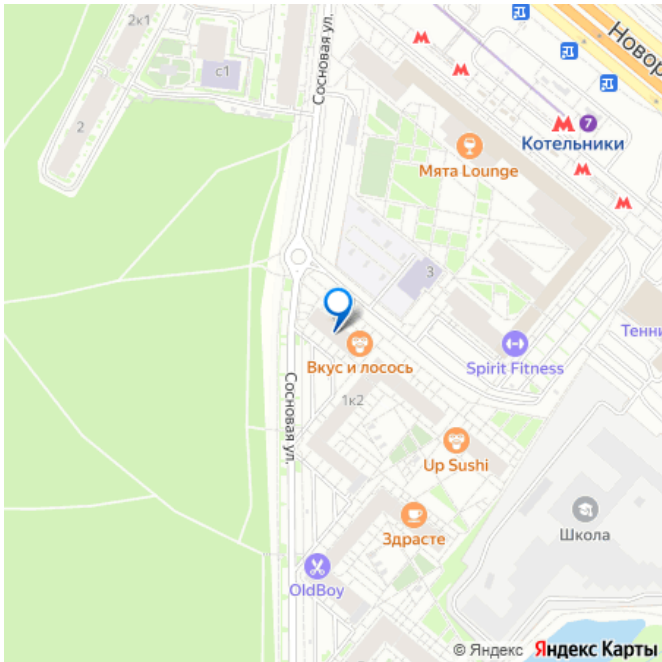 2к1
с1
2
Сосновая ул.
Новор
7
Котельники
Мята Lounge
3
Тенни
Вкус и лосось
Spirit Fitness
1к2
Сосновая ул.
Up Sushi
Здрасте
Школа
OldBoy
© Яндекс Яндекс Карты